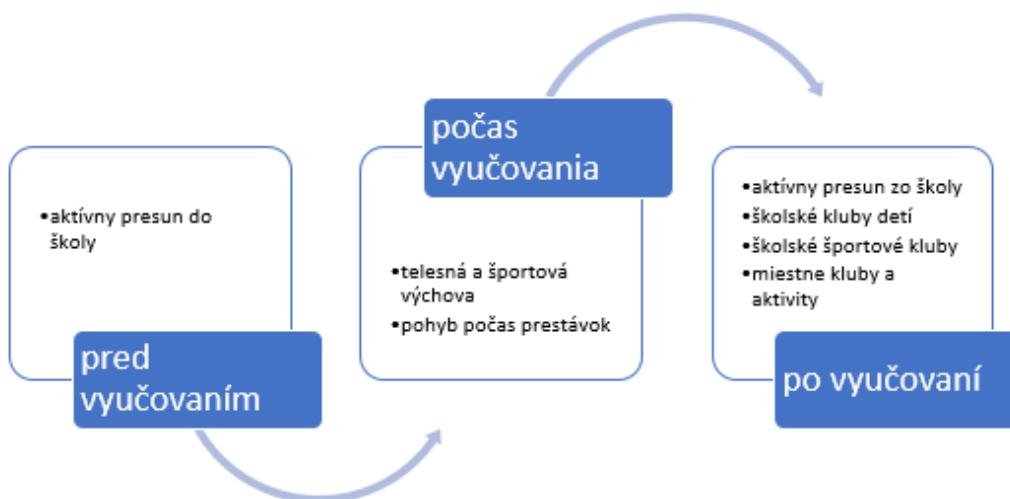 •aktívny presun do
školy
pred
vyučovaním
počas
vyučovania
•telesná a športová
výchova
•pohyb počas prestávok
•aktívny presun zo školy
•školské kluby detí
•školské športové kluby
•miestne kluby a
aktivity
po vyučovaní